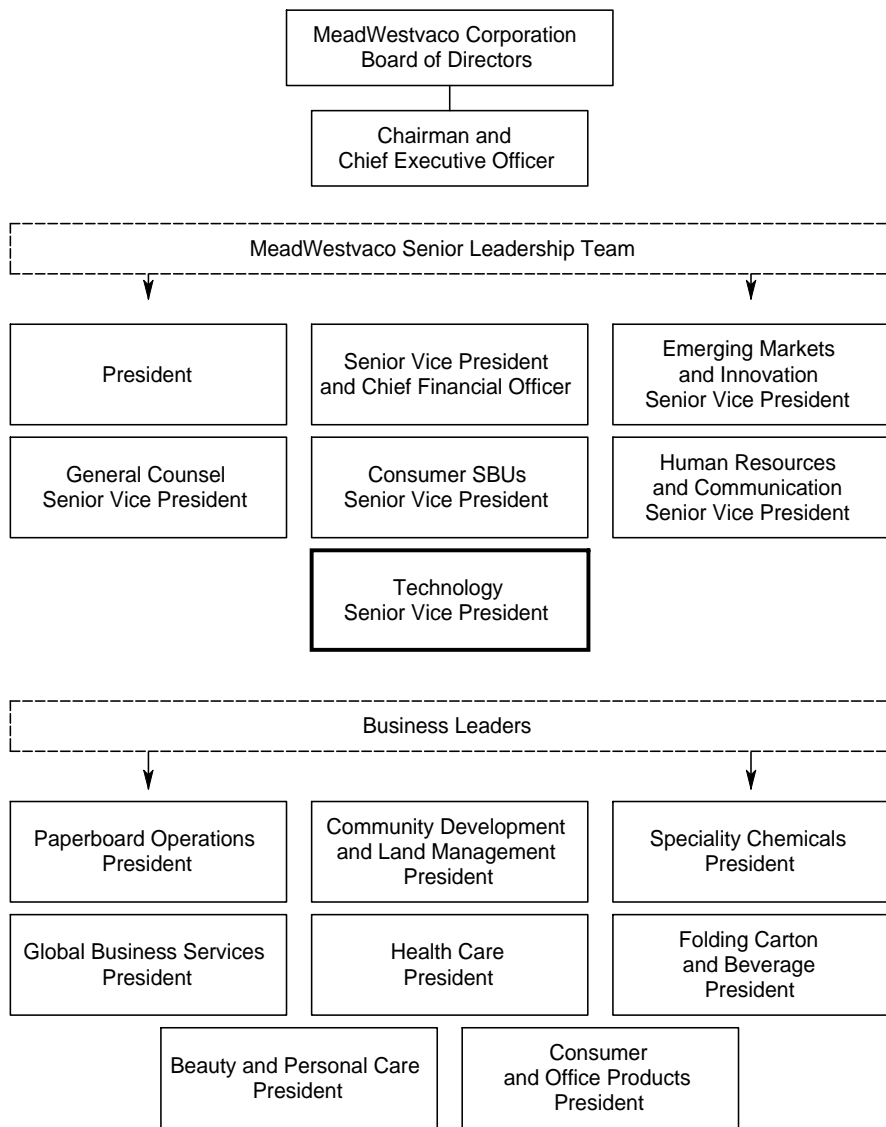 MeadWestvaco Corporation
Board of Directors
Chairman and
Chief Executive Officer
MeadWestvaco Senior Leadership Team
President
Senior Vice President
and Chief Financial Officer
Emerging Markets
and Innovation
Senior Vice President
General Counsel
Senior Vice President
Consumer SBUs
Senior Vice President
Human Resources
and Communication
Senior Vice President
Technology
Senior Vice President
Business Leaders
Paperboard Operations
President
Community Development
and Land Management
President
Speciality Chemicals
President
Global Business Services
President
Health Care
President
Folding Carton
and Beverage
President
Beauty and Personal Care
President
Consumer
and Office Products
President